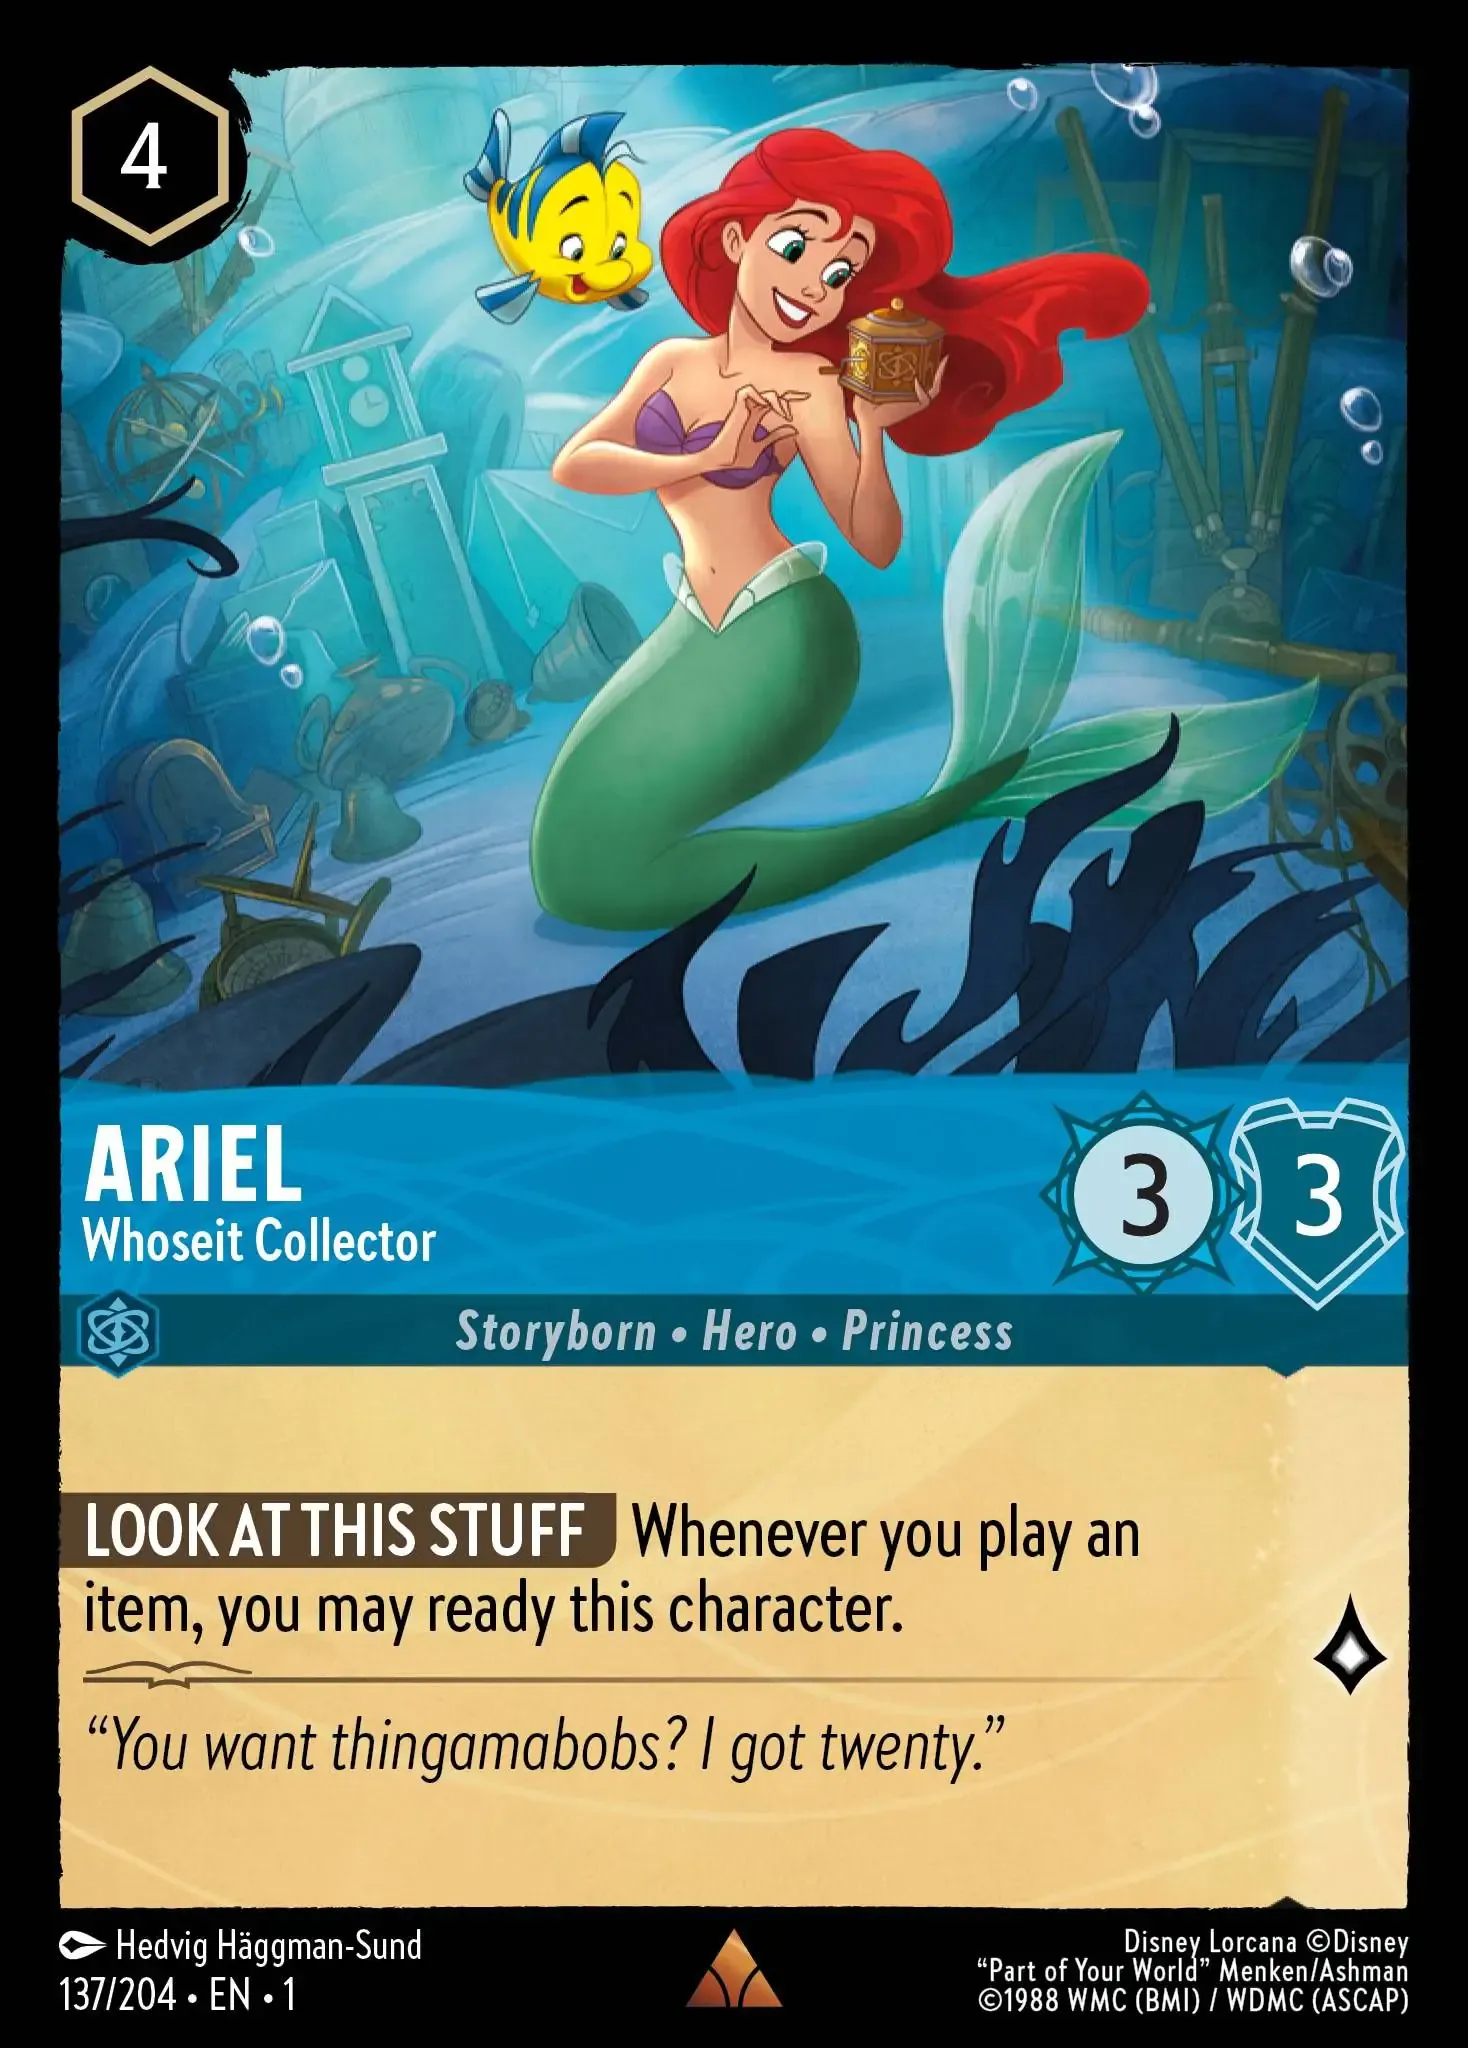 4
ARIEL
Whoseit Collector
3
3
Storyborn • Hero • Princess
LOOK AT THIS STUFF Whenever you play an
item, you may ready this character.
“You want thingamabobs? I got twenty.”
Hedvig Häggman-Sund
137/204 • EN • 1
Disney Lorcana ©Disney
“Part of Your World” Menken/Ashman
©1988 WMC (BMI) / WDMC (ASCAP)